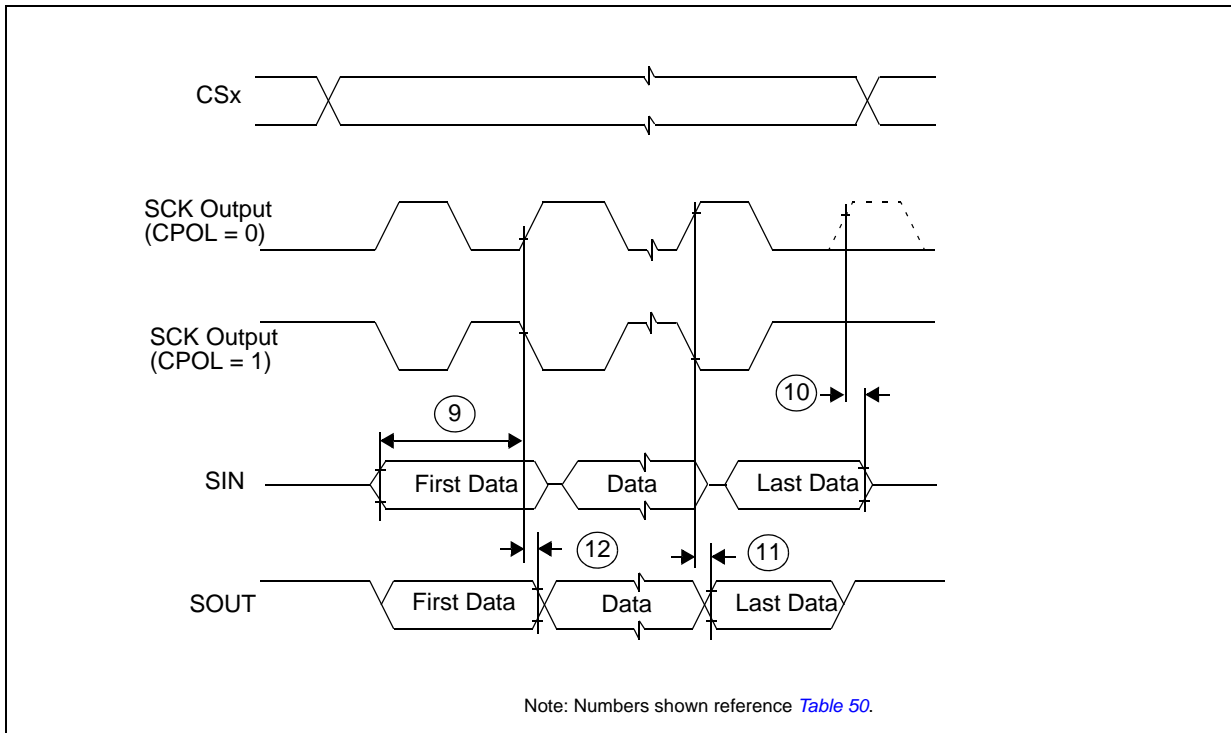 CSx
SCK Output
(CPOL = 0)
SCK Output
(CPOL = 1)
10
9
SIN
First Data
Data
Last Data
12
11
SOUT
First Data
Data
Last Data
Note: Numbers shown reference Table 50.